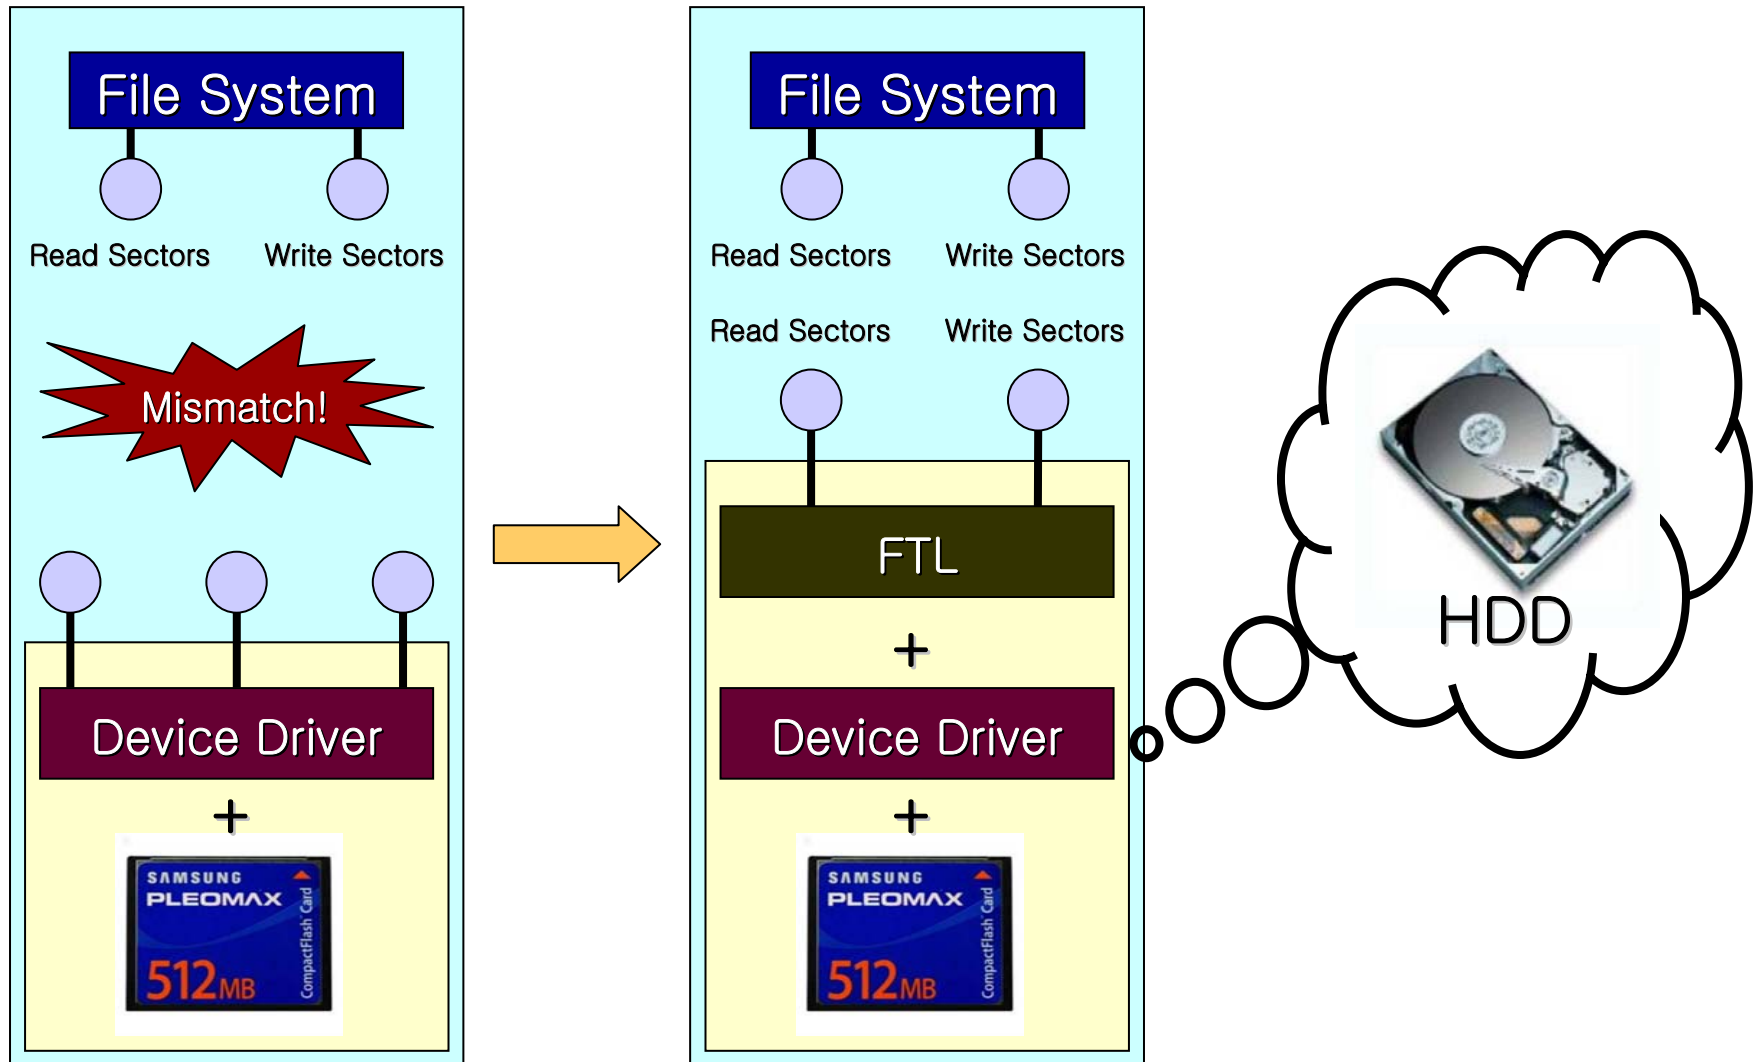 File System
Read Sectors Write Sectors
Mismatch!
Device Driver
+
SAMSUNG
PLEOMAX
CompactFlash Card
512MB
File System
Read Sectors Write Sectors
Read Sectors Write Sectors
FTL
+
Device Driver
+
SAMSUNG
PLEOMAX
CompactFlash Card
512MB
HDD